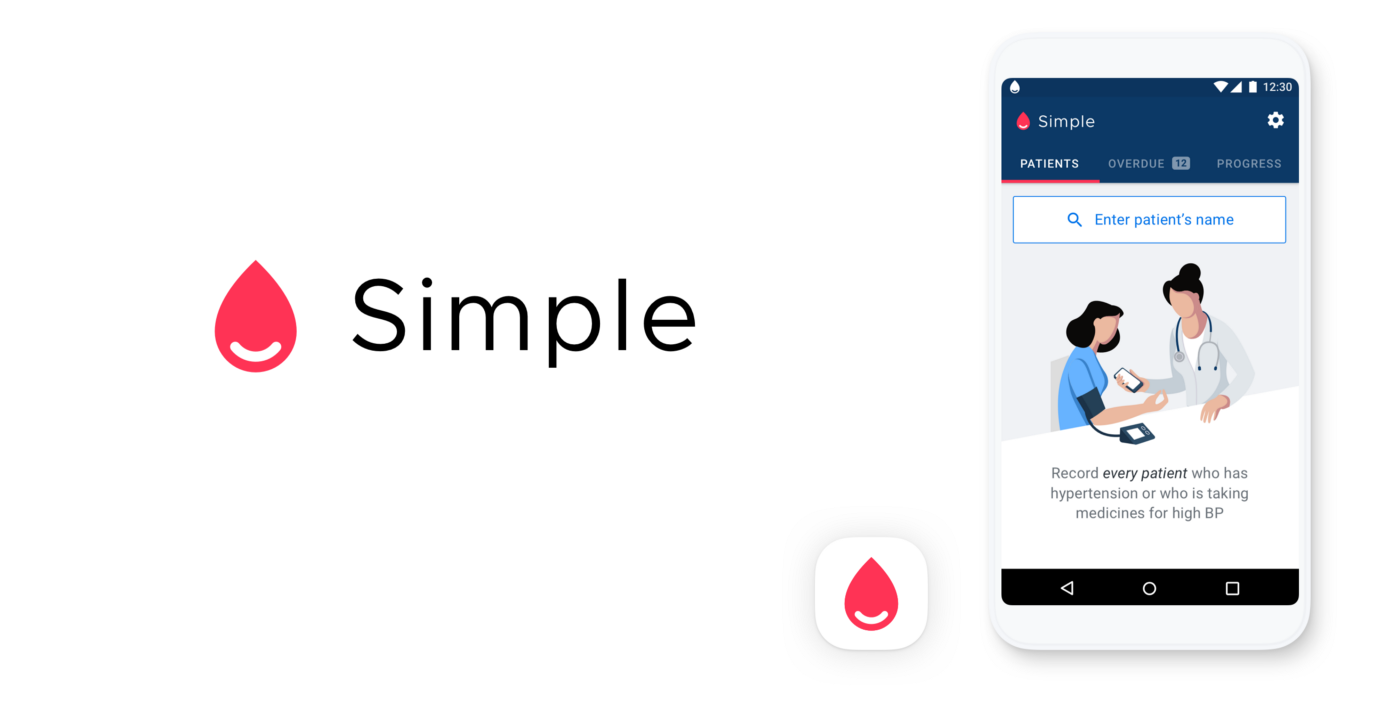 Simple
12:30
Simple
PATIENTS OVERDUE 12 PROGRESS
Enter patient’s name
Record every patient who has
hypertension or who is taking
medicines for high BP